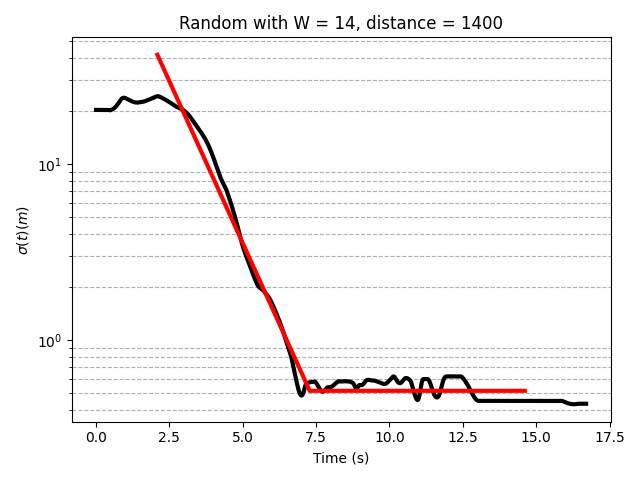 Random with W = 14, distance = 1400
σ(t)(m)
10¹
10⁰
0.0 2.5 5.0 7.5 10.0 12.5 15.0 17.5
Time (s)